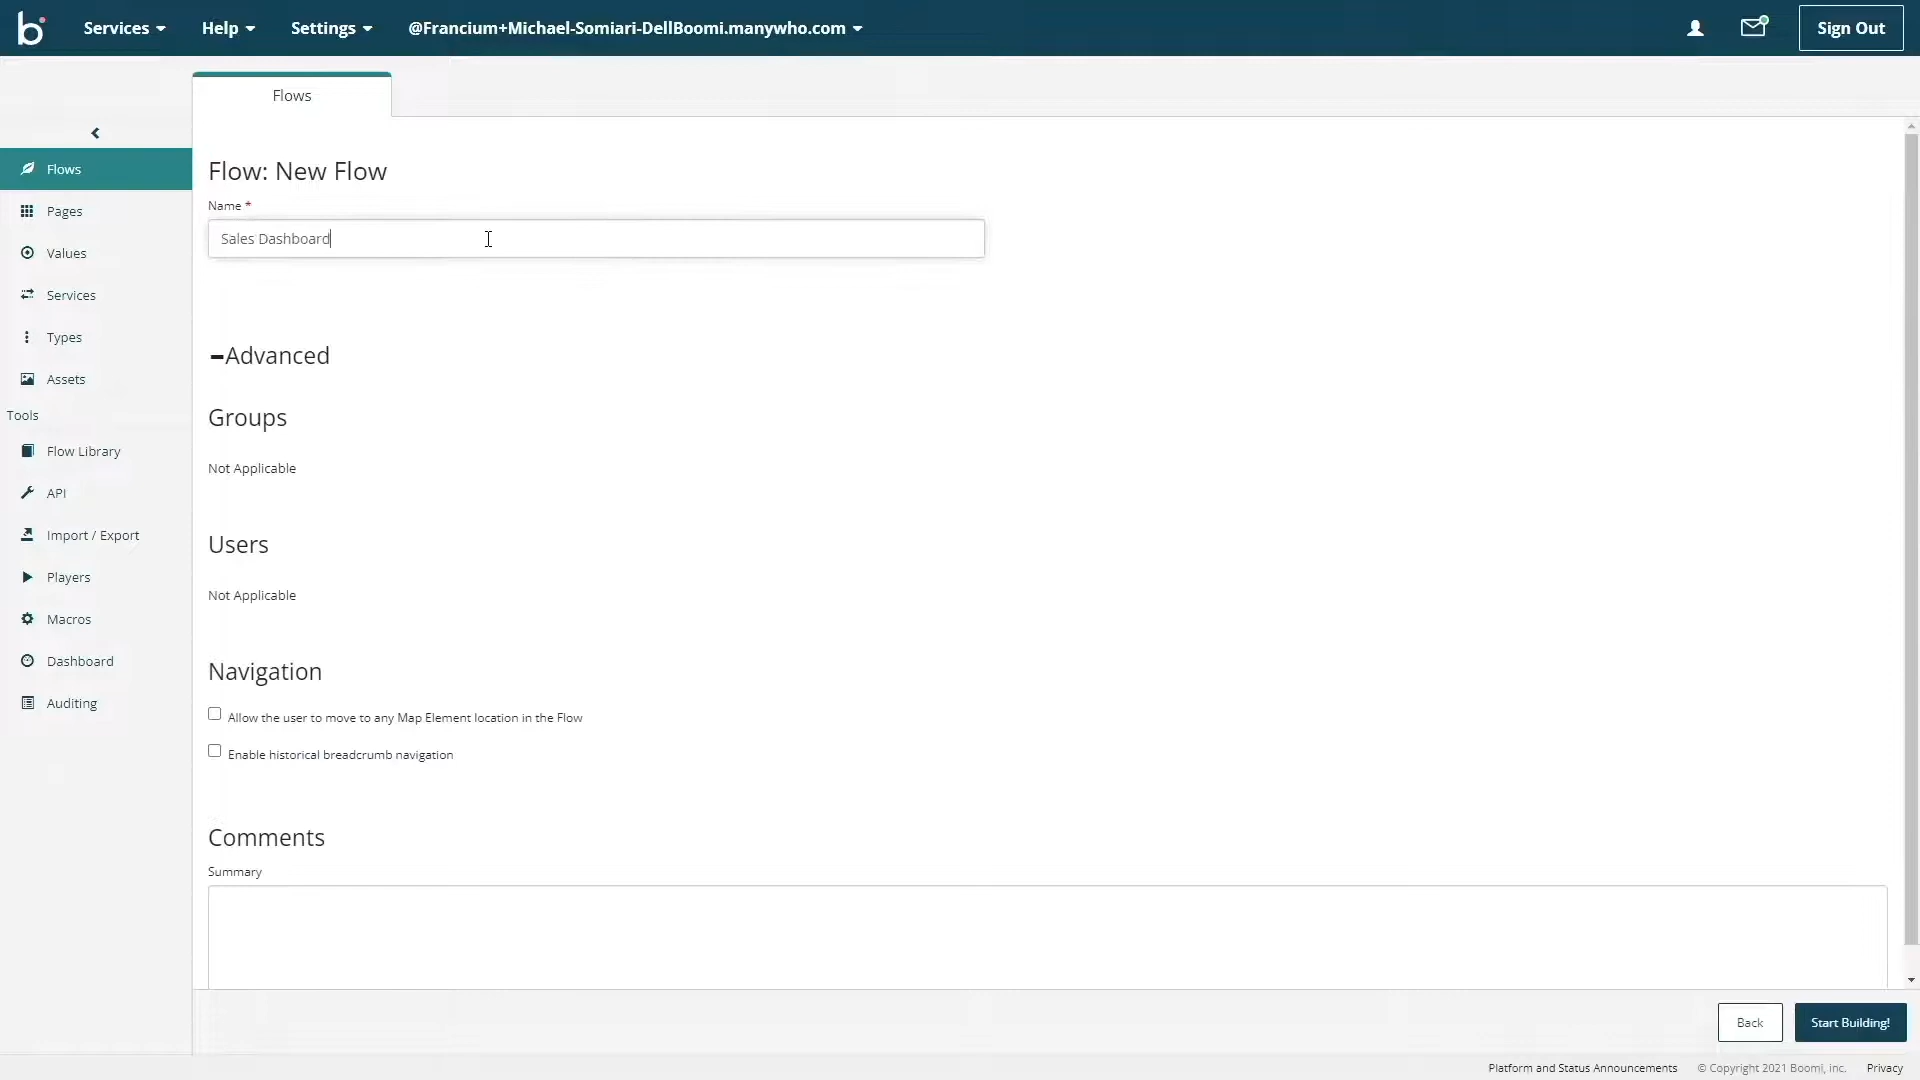 b Services Help Settings @Francium+Michael-Somiari-DellBoomi.manywho.com Sign Out
Flows
Flows
Pages
Values
Services
Types
Assets
Tools
Flow Library
API
Import / Export
Players
Macros
Dashboard
Auditing
Flow: New Flow
Name *
Sales Dashboard
Advanced
Groups
Not Applicable
Users
Not Applicable
Navigation
Allow the user to move to any Map Element location in the Flow
Enable historical breadcrumb navigation
Comments
Summary
Back Start Building!
Platform and Status Announcements © Copyright 2021 Boomi, Inc. Privacy